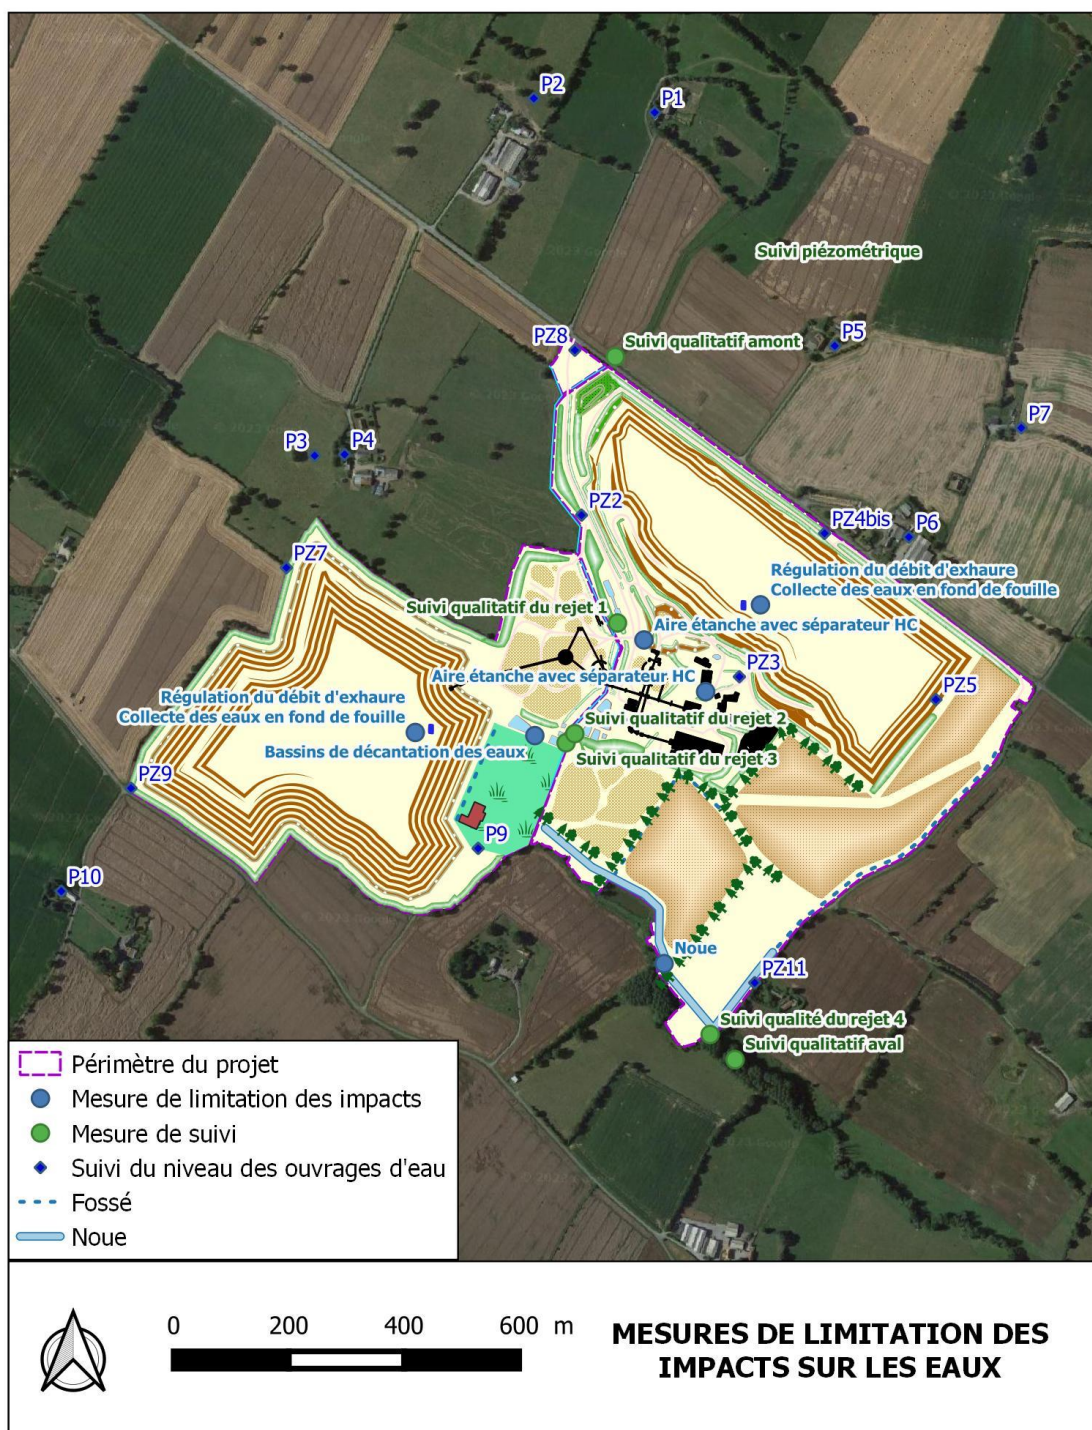 P2
P1
Suivi piézométrique
PZ8
Suivi qualitatif amont
P5
P7
P3
P4
PZ2
PZ4bis
P6
PZ7
Régulation du débit d'exhaure
Collecte des eaux en fond de fouille
Suivi qualitatif du rejet 1
Aire étanche avec séparateur HC
Aire étanche avec séparateur HC
PZ3
PZ5
Régulation du débit d'exhaure
Collecte des eaux en fond de fouille
Suivi qualitatif du rejet 2
Bassins de décantation des eaux
Suivi qualitatif du rejet 3
PZ9
P9
P10
Noue
PZ11
Suivi qualité du rejet 4
Suivi qualitatif aval
Périmètre du projet
Mesure de limitation des impacts
Mesure de suivi
Suivi du niveau des ouvrages d'eau
Fossé
Noue
0 200 400 600 m
MESURES DE LIMITATION DES
IMPACTS SUR LES EAUX